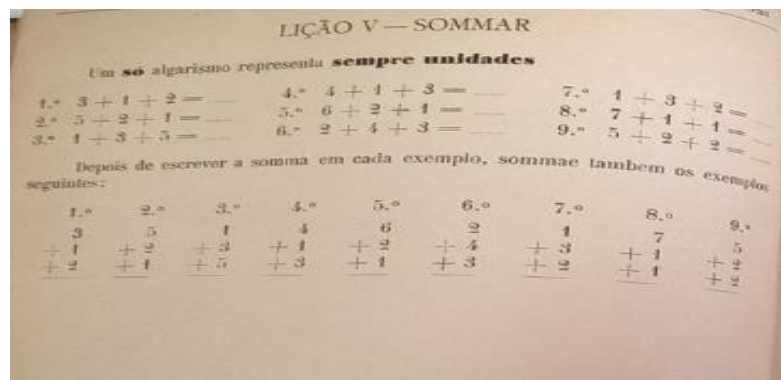 LIÇÃO V — SOMMAR
Um só algarismo representa sempre unidades
1.º 3 + 1 + 2 = ..... 4.º 4 + 1 + 3 = ..... 7.º 1 + 3 + 2 = .....
2.º 5 + 2 + 1 = ..... 5.º 6 + 2 + 1 = ..... 8.º 7 + 1 + 1 = .....
3.º 1 + 3 + 5 = ..... 6.º 2 + 4 + 3 = ..... 9.º 5 + 2 + 2 = .....
Depois de escrever a somma em cada exemplo, sommae tambem os exemplos
seguintes:
1.º 2.º 3.º 4.º 5.º 6.º 7.º 8.º 9.º
3 5 1 4 6 2 1 7 5
+ 1 + 2 + 3 + 1 + 2 + 4 + 3 + 1 + 2
+ 2 + 1 + 5 + 3 + 1 + 3 + 2 + 1 + 2